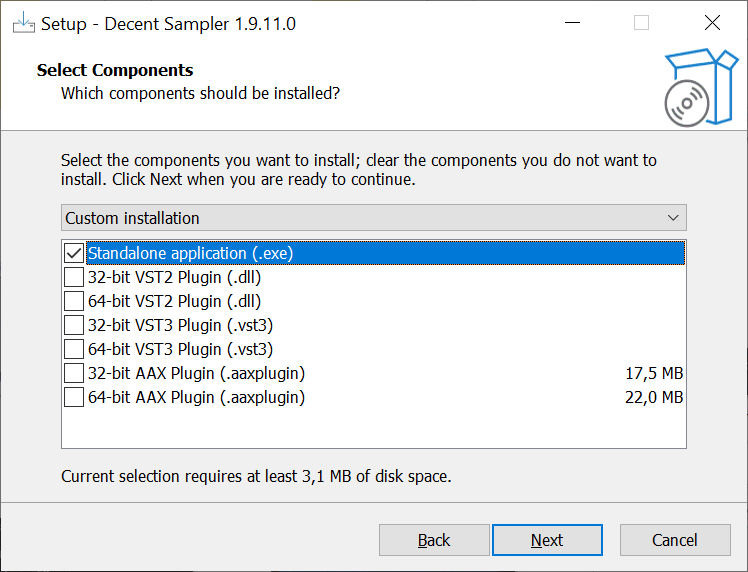 Setup - Decent Sampler 1.9.11.0
Select Components
Which components should be installed?
Select the components you want to install; clear the components you do not want to
install. Click Next when you are ready to continue.
Custom installation
Standalone application (.exe)
32-bit VST2 Plugin (.dll)
64-bit VST2 Plugin (.dll)
32-bit VST3 Plugin (.vst3)
64-bit VST3 Plugin (.vst3)
32-bit AAX Plugin (.aaxplugin) 17,5 MB
64-bit AAX Plugin (.aaxplugin) 22,0 MB
Current selection requires at least 3,1 MB of disk space.
Back Next Cancel